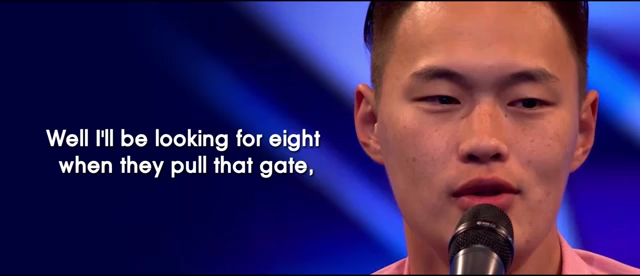 Well I'll be looking for eight
when they pull that gate,